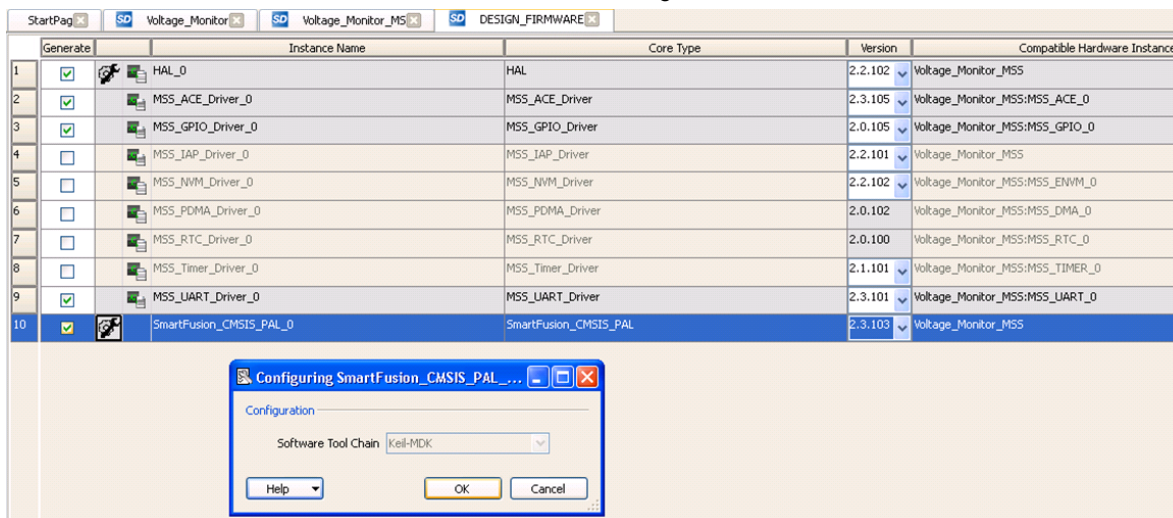 StartPag SD Voltage_Monitor SD Voltage_Monitor_MS SD DESIGN_FIRMWARE
Generate Instance Name Core Type Version Compatible Hardware Instance
1 HAL_0 HAL 2.2.102 Voltage_Monitor_MSS
2 MSS_ACE_Driver_0 MSS_ACE_Driver 2.3.105 Voltage_Monitor_MSS:MSS_ACE_0
3 MSS_GPIO_Driver_0 MSS_GPIO_Driver 2.0.105 Voltage_Monitor_MSS:MSS_GPIO_0
4 MSS_IAP_Driver_0 MSS_IAP_Driver 2.2.101 Voltage_Monitor_MSS
5 MSS_NVM_Driver_0 MSS_NVM_Driver 2.2.102 Voltage_Monitor_MSS:MSS_ENVM_0
6 MSS_PDMA_Driver_0 MSS_PDMA_Driver 2.0.102 Voltage_Monitor_MSS:MSS_DMA_0
7 MSS_RTC_Driver_0 MSS_RTC_Driver 2.0.100 Voltage_Monitor_MSS:MSS_RTC_0
8 MSS_Timer_Driver_0 MSS_Timer_Driver 2.1.101 Voltage_Monitor_MSS:MSS_TIMER_0
9 MSS_UART_Driver_0 MSS_UART_Driver 2.3.101 Voltage_Monitor_MSS:MSS_UART_0
10 SmartFusion_CMSIS_PAL_0 SmartFusion_CMSIS_PAL 2.3.103 Voltage_Monitor_MSS
Configuring SmartFusion_CMSIS_PAL_...
Configuration
Software Tool Chain Keil-MDK
Help OK Cancel